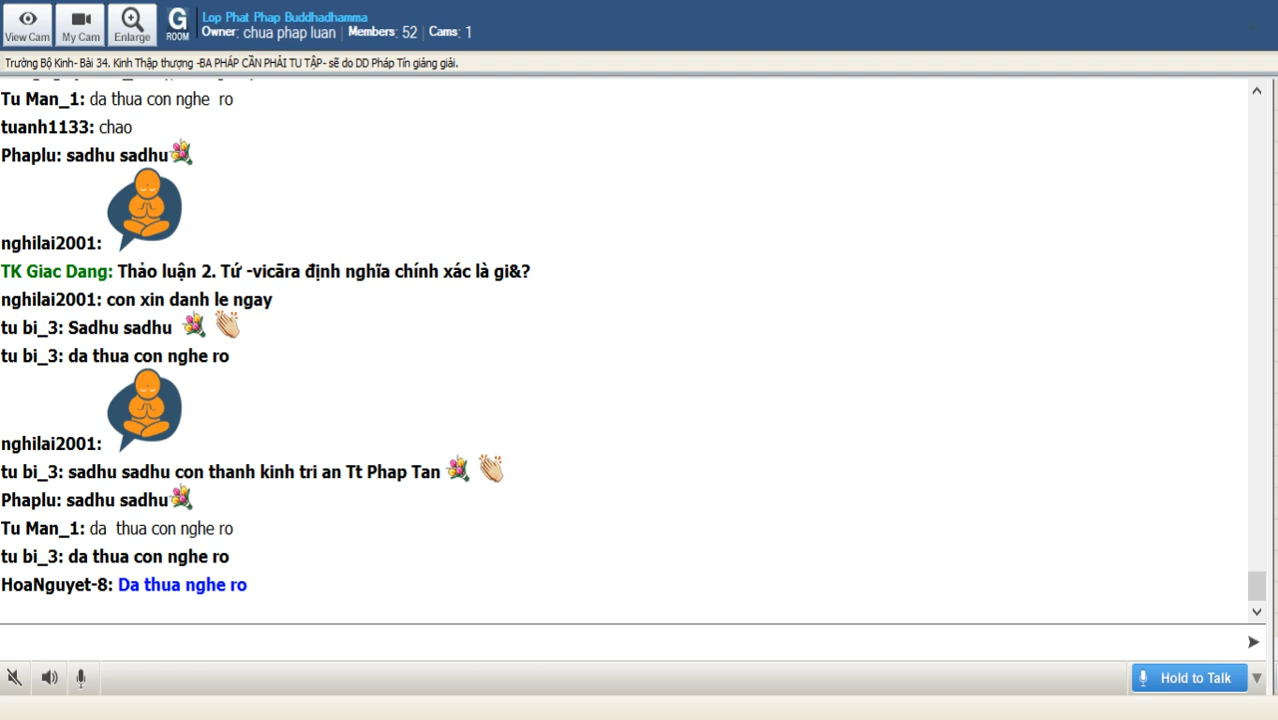 Lop Phat Phap Buddhadhamma
View Cam My Cam Enlarge G ROOM Owner: chua phap luan Members: 52 Cams: 1
Trường Bộ Kinh- Bài 34. Kinh Thập thượng -BA PHÁP CẦN PHẢI TU TẬP- sẽ do DD Pháp Tín giảng giải.
Tu Man_1: da thua con nghe ro
tuanh1133: chao
Phaplu: sadhu sadhu
nghilai2001:
TK Giac Dang: Thảo luận 2. Tứ -vicāra định nghĩa chính xác là gi&?
nghilai2001: con xin danh le ngay
tu bi_3: Sadhu sadhu
tu bi_3: da thua con nghe ro
nghilai2001:
tu bi_3: sadhu sadhu con thanh kinh tri an Tt Phap Tan
Phaplu: sadhu sadhu
Tu Man_1: da thua con nghe ro
tu bi_3: da thua con nghe ro
HoaNguyet-8: Da thua nghe ro
Hold to Talk